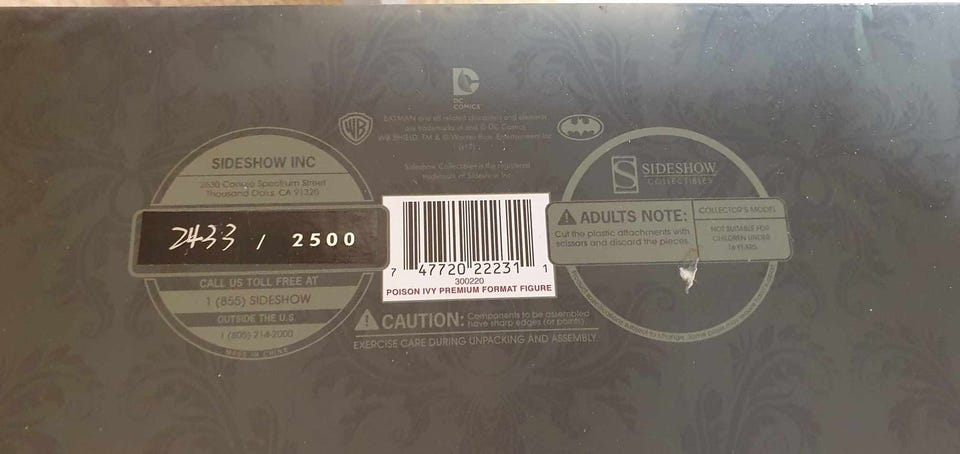 DC
COMICS
WB
BATMAN and all related characters and elements
are trademarks of and © DC Comics.
WB SHIELD: TM & © Warner Bros. Entertainment Inc.
Sideshow Collectibles is the registered
trademark of Sideshow Inc.
SIDESHOW INC
2630 Conejo Spectrum Street
Thousand Oaks, CA 91320
2433 / 2500
CALL US TOLL FREE AT
1 (855) SIDESHOW
OUTSIDE THE U.S.
1 (805) 214-2000
MADE IN CHINA
7 47720 22231 1
300220
POISON IVY PREMIUM FORMAT FIGURE
CAUTION: Components to be assembled
have sharp edges (or points).
EXERCISE CARE DURING UNPACKING AND ASSEMBLY
S SIDESHOW
COLLECTIBLES
ADULTS NOTE:
Cut the plastic attachments with
scissors and discard the pieces
COLLECTOR'S MODEL
NOT SUITABLE FOR
CHILDREN UNDER
14 YEARS
subject to change. Some